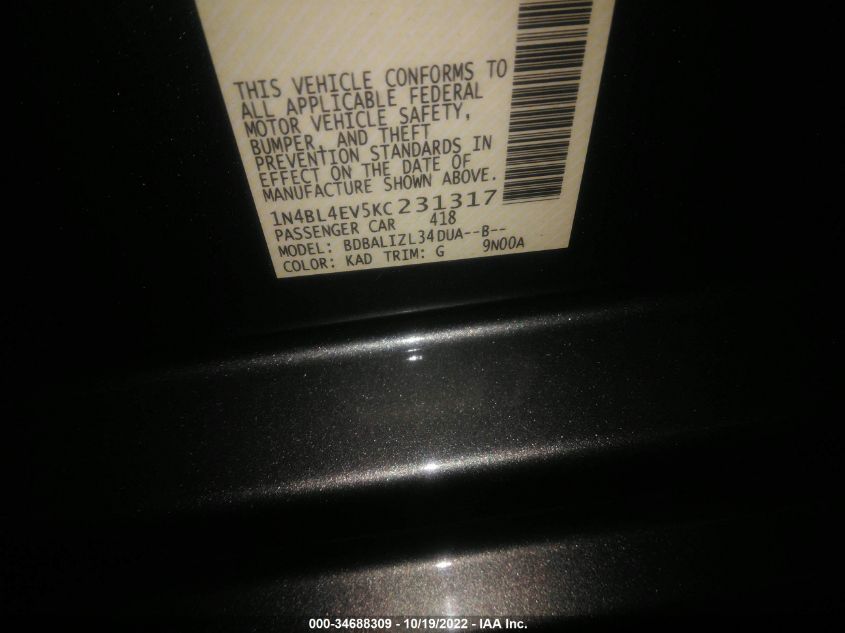 THIS VEHICLE CONFORMS TO
ALL APPLICABLE FEDERAL
MOTOR VEHICLE SAFETY,
BUMPER, AND THEFT
PREVENTION STANDARDS IN
EFFECT ON THE DATE OF
MANUFACTURE SHOWN ABOVE.
1N4BL4EV5KC231317
PASSENGER CAR 418
MODEL: BDBALIZL34DUA--B--
COLOR: KAD TRIM: G 9N00A
000-34688309 - 10/19/2022 - IAA Inc.